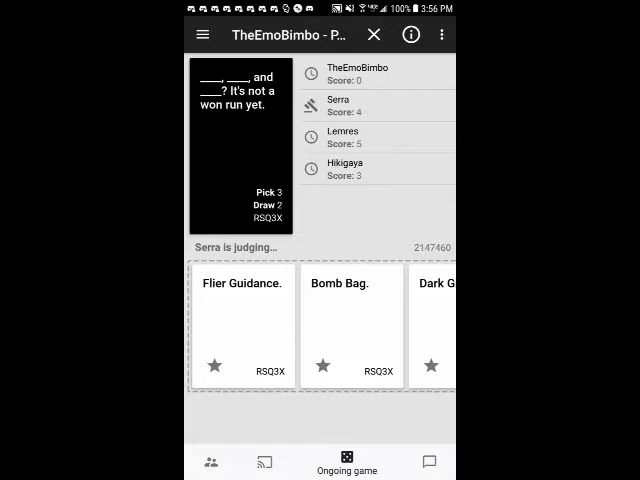 100% 3:56 PM
TheEmoBimbo - P...
____, ____, and
____? It's not a
won run yet.
Pick 3
Draw 2
RSQ3X
TheEmoBimbo
Score: 0
Serra
Score: 4
Lemres
Score: 5
Hikigaya
Score: 3
Serra is judging...
2147460
Flier Guidance.
RSQ3X
Bomb Bag.
RSQ3X
Dark G
Ongoing game